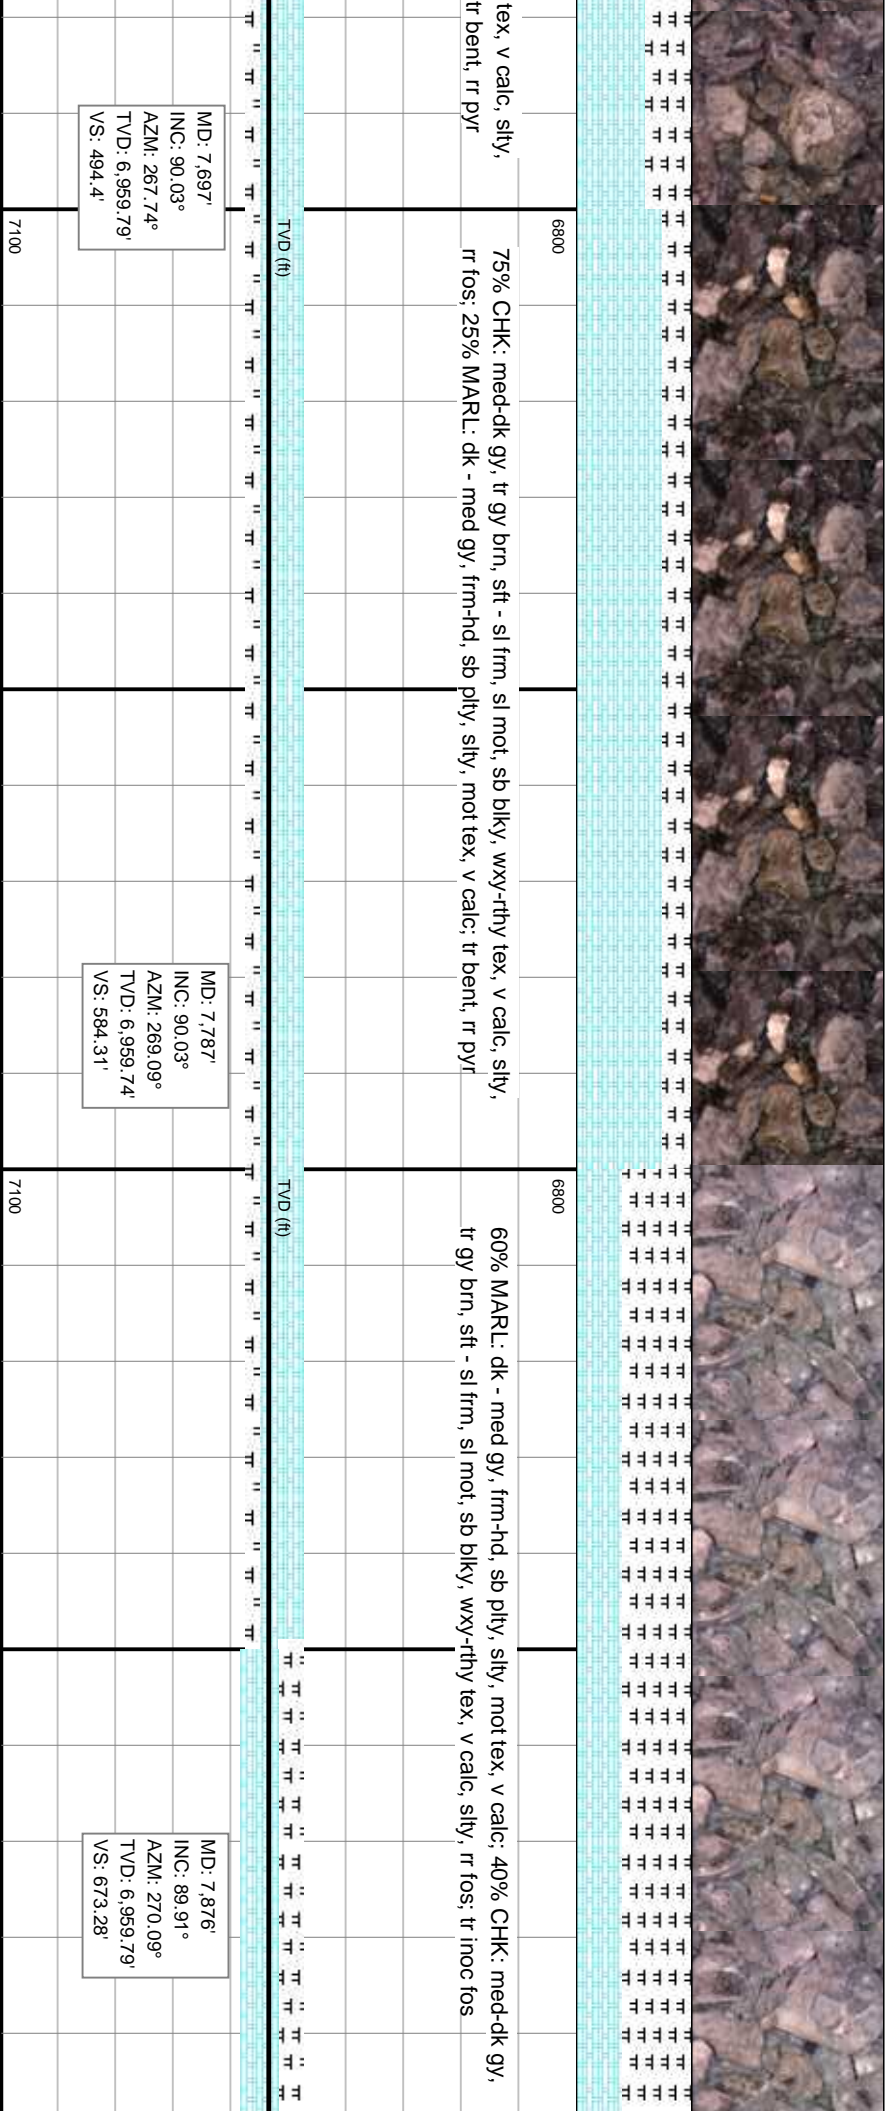 tex, v calc, slty,
tr bent, rr pyr
MD: 7,697'
INC: 90.03°
AZM: 267.74°
TVD: 6,959.79'
VS: 494.4'
6800
TVD (ft)
7100
75% CHK: med-dk gy, tr gy brn, sft - sl frm, sl mot, sb blky, wxy-rthy tex, v calc, slty,
rr fos; 25% MARL: dk - med gy, frm-hd, sb plty, slty, mot tex, v calc; tr bent, rr pyr
MD: 7,787'
INC: 90.03°
AZM: 269.09°
TVD: 6,959.74'
VS: 584.31'
6800
TVD (ft)
7100
60% MARL: dk - med gy, frm-hd, sb plty, slty, mot tex, v calc; 40% CHK: med-dk gy,
tr gy brn, sft - sl frm, sl mot, sb blky, wxy-rthy tex, v calc, slty, rr fos; tr inoc fos
MD: 7,876'
INC: 89.91°
AZM: 270.09°
TVD: 6,959.79'
VS: 673.28'